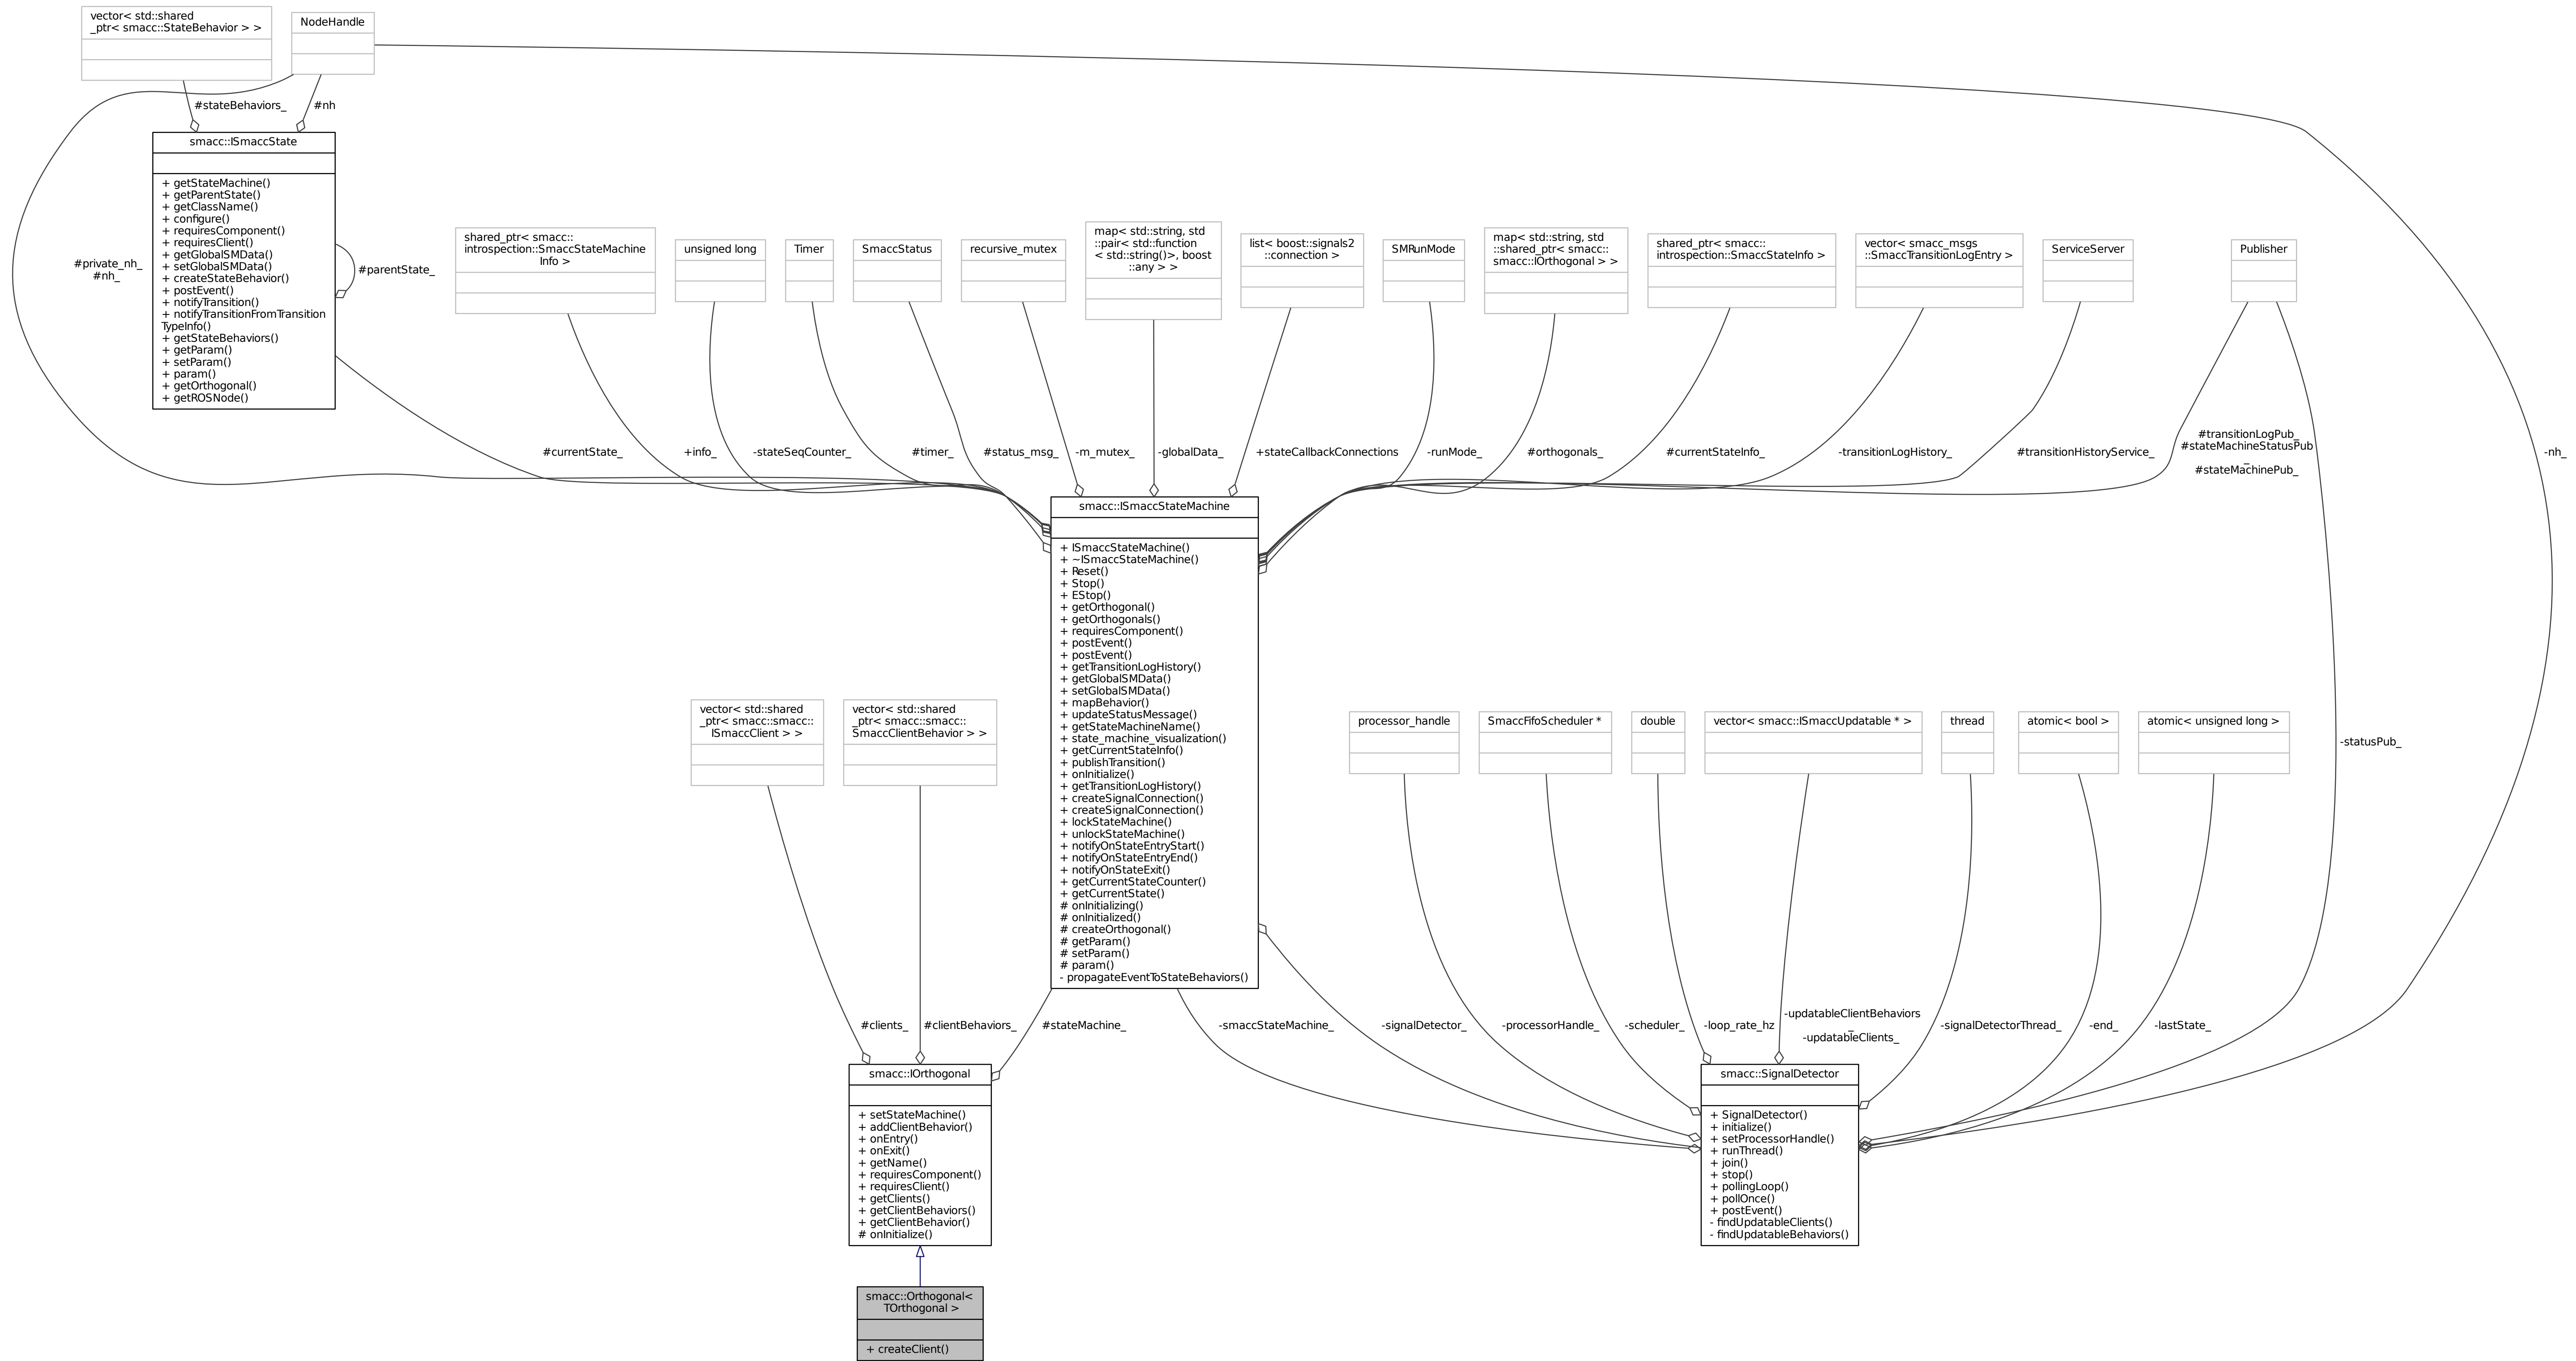 vector< std::shared
_ptr< smacc::StateBehavior > >
NodeHandle
#stateBehaviors_
#nh
smacc::ISmaccState
+ getStateMachine()
+ getParentState()
+ getClassName()
+ configure()
+ requiresComponent()
+ requiresClient()
+ getGlobalSMData()
+ setGlobalSMData()
+ createStateBehavior()
+ postEvent()
+ notifyTransition()
+ notifyTransitionFromTransition
TypeInfo()
+ getStateBehaviors()
+ getParam()
+ setParam()
+ param()
+ getOrthogonal()
+ getROSNode()
#private_nh_
#nh_
#parentState_
shared_ptr< smacc::
introspection::SmaccStateMachine
Info >
unsigned long
Timer
SmaccStatus
recursive_mutex
map< std::string, std
::pair< std::function
< std::string()>, boost
::any > >
list< boost::signals2
::connection >
SMRunMode
map< std::string, std
::shared_ptr< smacc::
smacc::IOrthogonal > >
shared_ptr< smacc::
introspection::SmaccStateInfo >
vector< smacc_msgs
::SmaccTransitionLogEntry >
ServiceServer
Publisher
#currentState_
+info_
-stateSeqCounter_
#timer_
#status_msg_
-m_mutex_
-globalData_
+stateCallbackConnections
-runMode_
#orthogonals_
#currentStateInfo_
-transitionLogHistory_
#transitionHistoryService_
#transitionLogPub_
#stateMachineStatusPub
_
#stateMachinePub_
-nh_
smacc::ISmaccStateMachine
+ ISmaccStateMachine()
+ ~ISmaccStateMachine()
+ Reset()
+ Stop()
+ EStop()
+ getOrthogonal()
+ getOrthogonals()
+ requiresComponent()
+ postEvent()
+ postEvent()
+ getTransitionLogHistory()
+ getGlobalSMData()
+ setGlobalSMData()
+ mapBehavior()
+ updateStatusMessage()
+ getStateMachineName()
+ state_machine_visualization()
+ getCurrentStateInfo()
+ publishTransition()
+ onInitialize()
+ getTransitionLogHistory()
+ createSignalConnection()
+ createSignalConnection()
+ lockStateMachine()
+ unlockStateMachine()
+ notifyOnStateEntryStart()
+ notifyOnStateEntryEnd()
+ notifyOnStateExit()
+ getCurrentStateCounter()
+ getCurrentState()
# onInitializing()
# onInitialized()
# createOrthogonal()
# getParam()
# setParam()
# param()
- propagateEventToStateBehaviors()
vector< std::shared
_ptr< smacc::smacc::
ISmaccClient > >
vector< std::shared
_ptr< smacc::smacc::
SmaccClientBehavior > >
processor_handle
SmaccFifoScheduler *
double
vector< smacc::ISmaccUpdatable * >
thread
atomic< bool >
atomic< unsigned long >
-statusPub_
#clients_
#clientBehaviors_
#stateMachine_
-smaccStateMachine_
-signalDetector_
-processorHandle_
-scheduler_
-loop_rate_hz
-updatableClientBehaviors
_
-updatableClients_
-signalDetectorThread_
-end_
-lastState_
smacc::IOrthogonal
+ setStateMachine()
+ addClientBehavior()
+ onEntry()
+ onExit()
+ getName()
+ requiresComponent()
+ requiresClient()
+ getClients()
+ getClientBehaviors()
+ getClientBehavior()
# onInitialize()
smacc::SignalDetector
+ SignalDetector()
+ initialize()
+ setProcessorHandle()
+ runThread()
+ join()
+ stop()
+ pollingLoop()
+ pollOnce()
+ postEvent()
- findUpdatableClients()
- findUpdatableBehaviors()
smacc::Orthogonal<
TOrthogonal >
+ createClient()